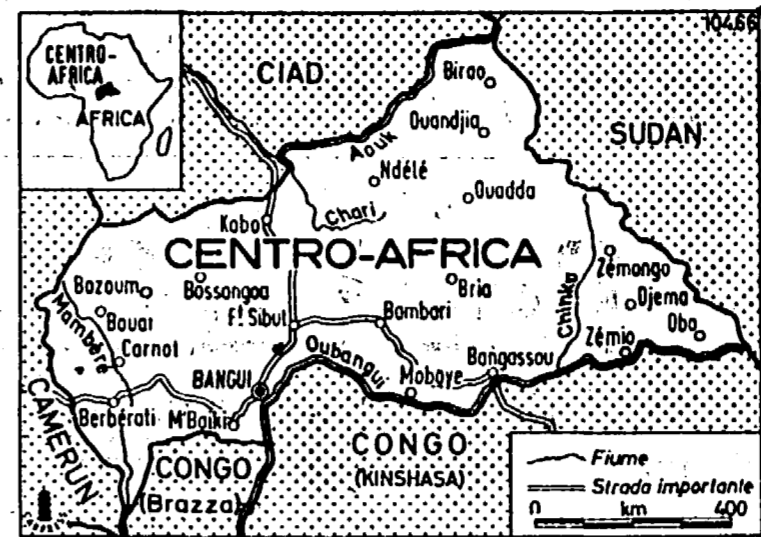 10466
CENTRO-
AFRICA
AFRICA
CIAD
SUDAN
Birao
Ouandjia
Aouk
Ndélé
Ouadda
Chari
Kabo
CENTRO-AFRICA
Bozoum
Bossangoa
Bria
Chinko
Zémongo
Djema
Obo
Zémio
Mambéré
Bouar
Carnot
Ft. Sibut
Bambari
Oubangui
Mobaye
Bangassou
BANGUI
Berbérati
M'Baiki
CAMERUN
CONGO
(Brazza)
CONGO
(KINSHASA)
Fiume
Strada importante
0 km 400